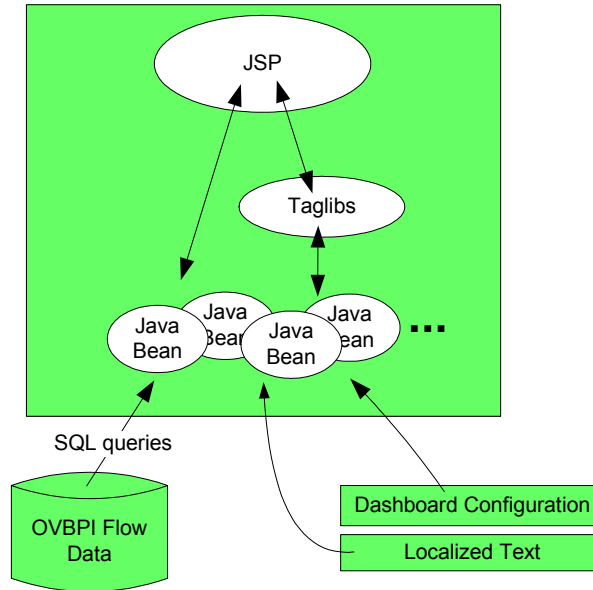 JSP
Taglibs
Java
Bean
Java
Bean
Java
Bean
Java
Bean
...
SQL queries
OVBPI Flow
Data
Dashboard Configuration
Localized Text